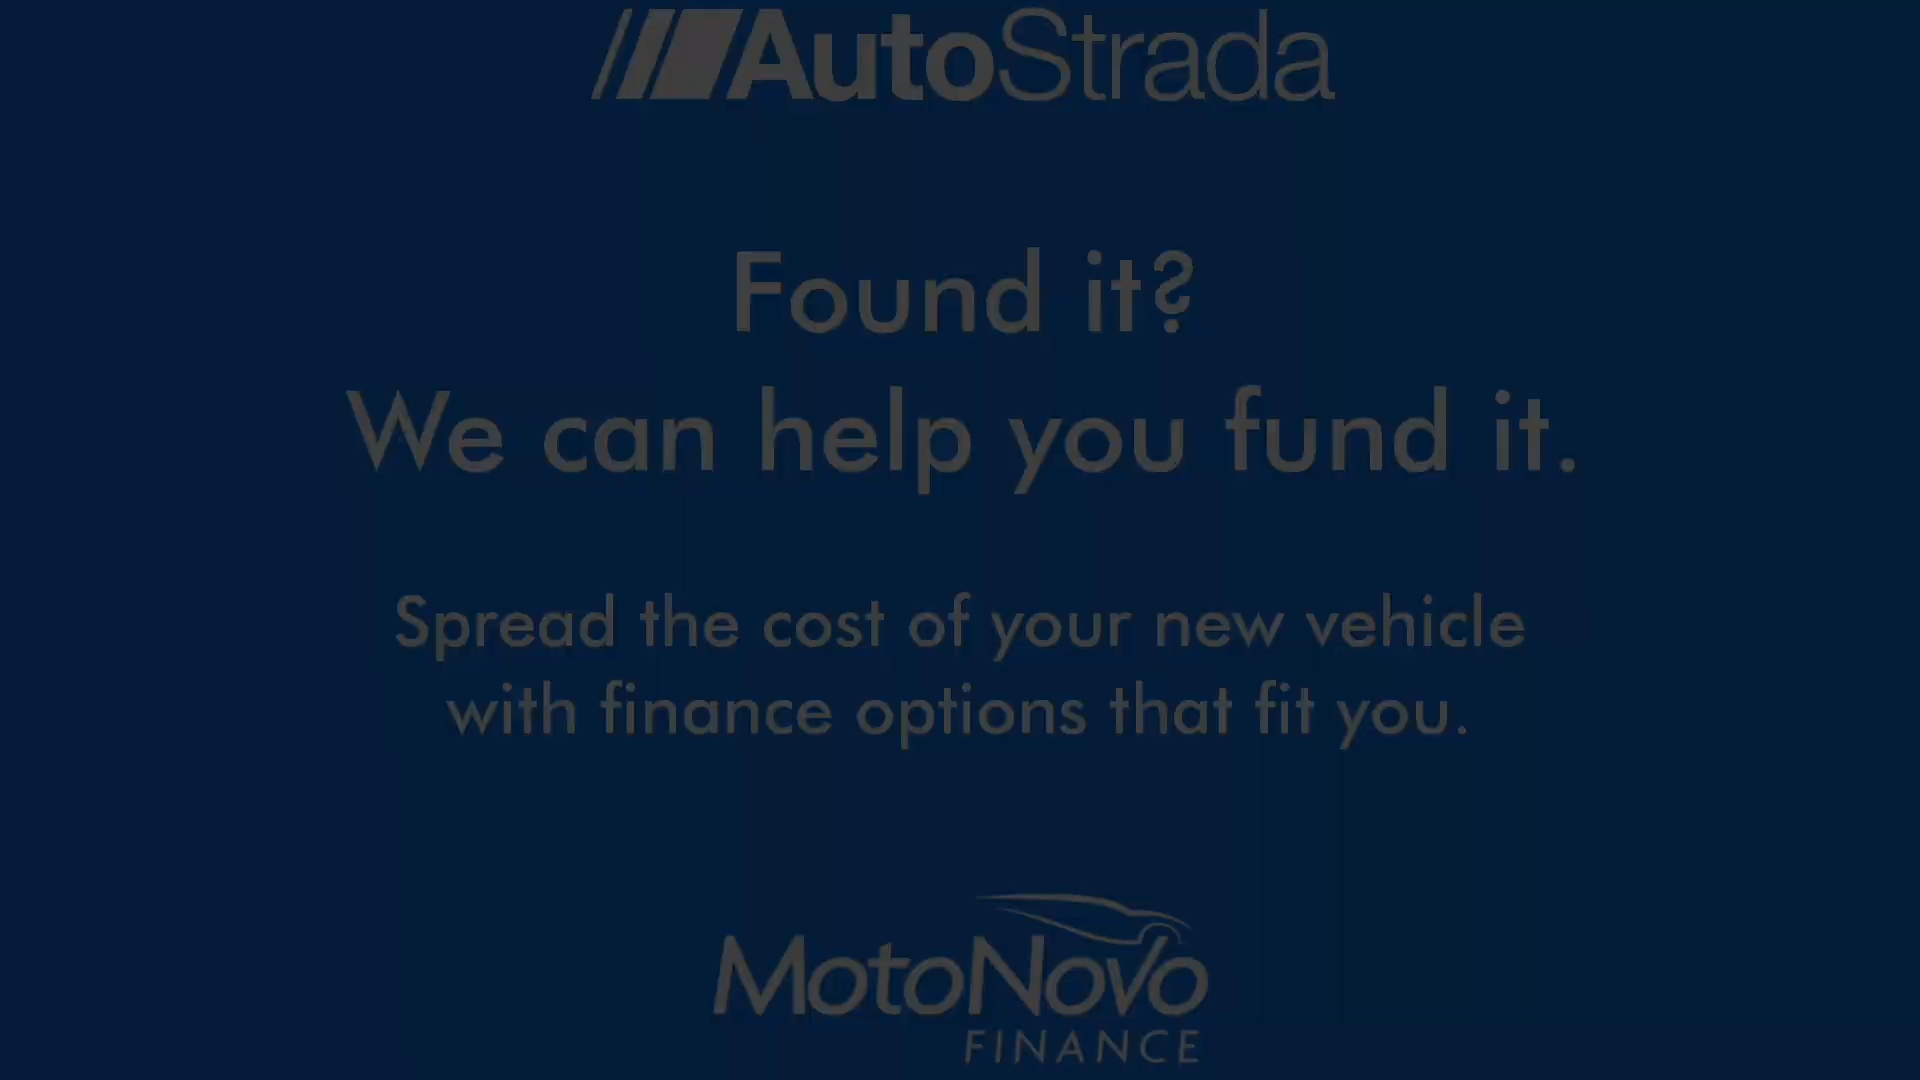 AutoStrada
Found it?
We can help you fund it.
Spread the cost of your new vehicle
with finance options that fit you.
MotoNovo
FINANCE